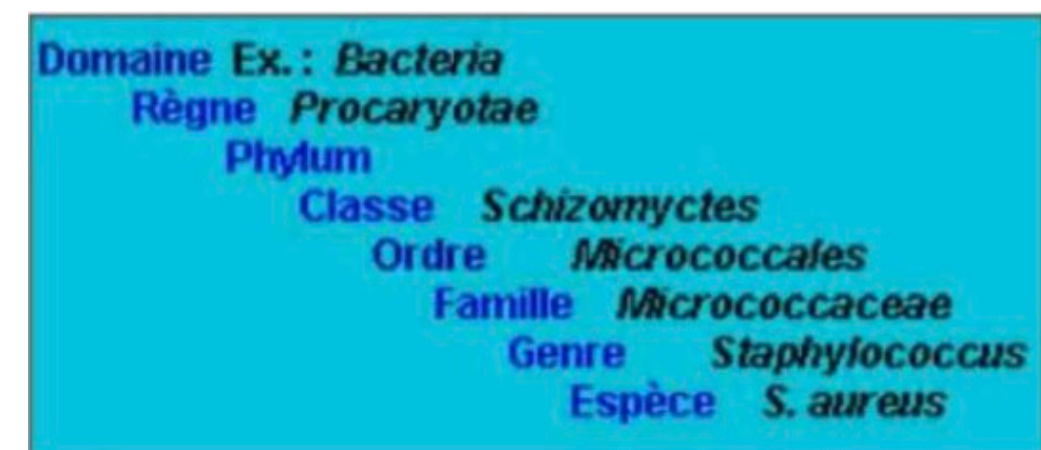 Domaine Ex. : Bacteria
Règne Procaryotae
Phylum
Classe Schizomyctes
Ordre Micrococcales
Famille Micrococcaceae
Genre Staphylococcus
Espèce S. aureus